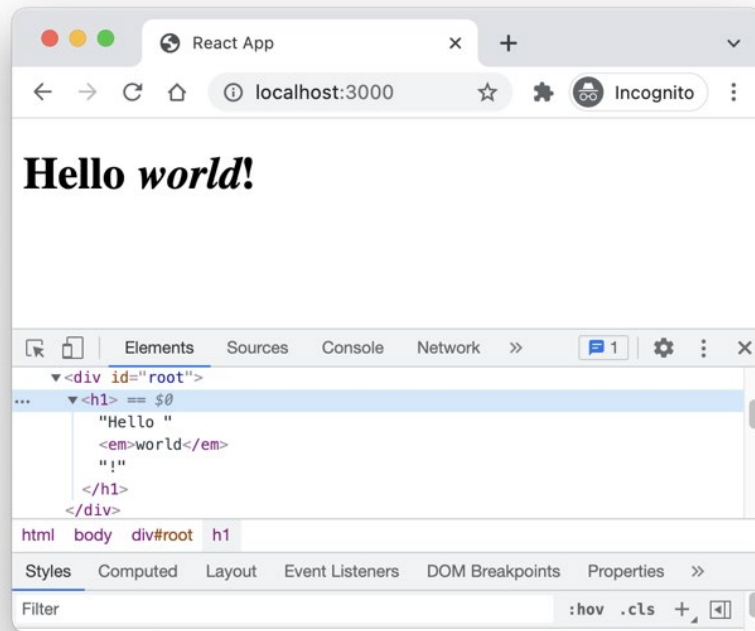 React App
localhost:3000 Incognito
Hello world!
Elements Sources Console Network » 1
▼<div id="root">
... ▼<h1> == $0
"Hello "
<em>world</em>
"!"
</h1>
</div>
html body div#root h1
Styles Computed Layout Event Listeners DOM Breakpoints Properties »
Filter :hov .cls +